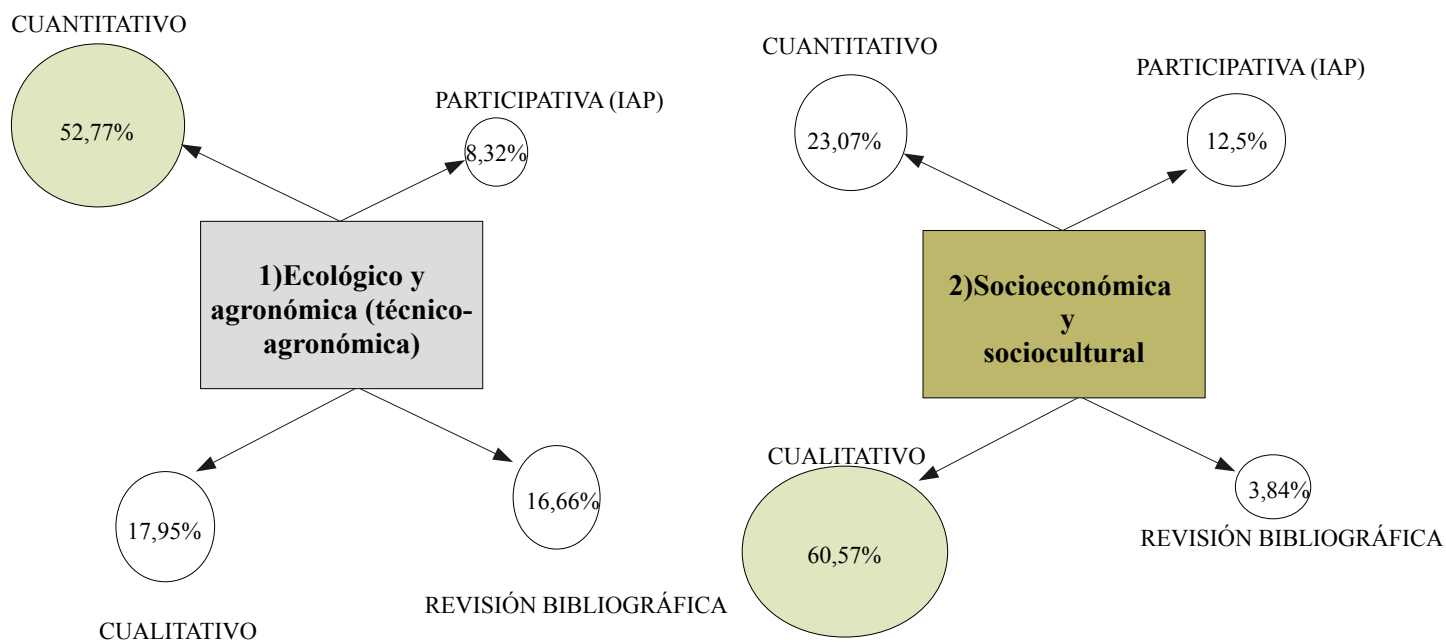 CUANTITATIVO
52,77%
PARTICIPATIVA (IAP)
8,32%
1)Ecológico y
agronómica (técnico-
agronómica)
17,95%
CUALITATIVO
16,66%
REVISIÓN BIBLIOGRÁFICA
CUANTITATIVO
23,07%
PARTICIPATIVA (IAP)
12,5%
2)Socioeconómica
y
sociocultural
CUALITATIVO
60,57%
3,84%
REVISIÓN BIBLIOGRÁFICA